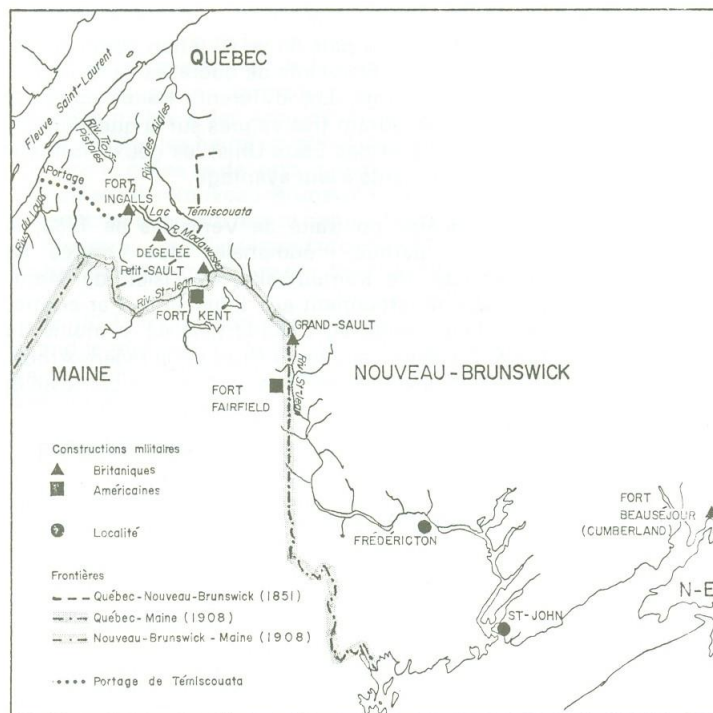 QUÉBEC
Fleuve Saint-Laurent
Riv. Trois
Pistoles
Riv. des Aigles
Portage
Riv. du Loup
FORT
INGALLS
Lac Témiscouata
R. Madawaska
DÉGELÉE
Petit-SAULT
Riv. St-Jean
FORT KENT
GRAND-SAULT
MAINE
NOUVEAU-BRUNSWICK
Riv. St-Jean
FORT
FAIRFIELD
Constructions militaires
Britaniques
Américaines
Localité
FORT
BEAUSÉJOUR
(CUMBERLAND)
FRÉDÉRICTON
N-E
ST-JOHN
Frontières
Québec-Nouveau-Brunswick (1851)
Québec-Maine (1908)
Nouveau-Brunswick - Maine (1908)
Portage de Témiscouata